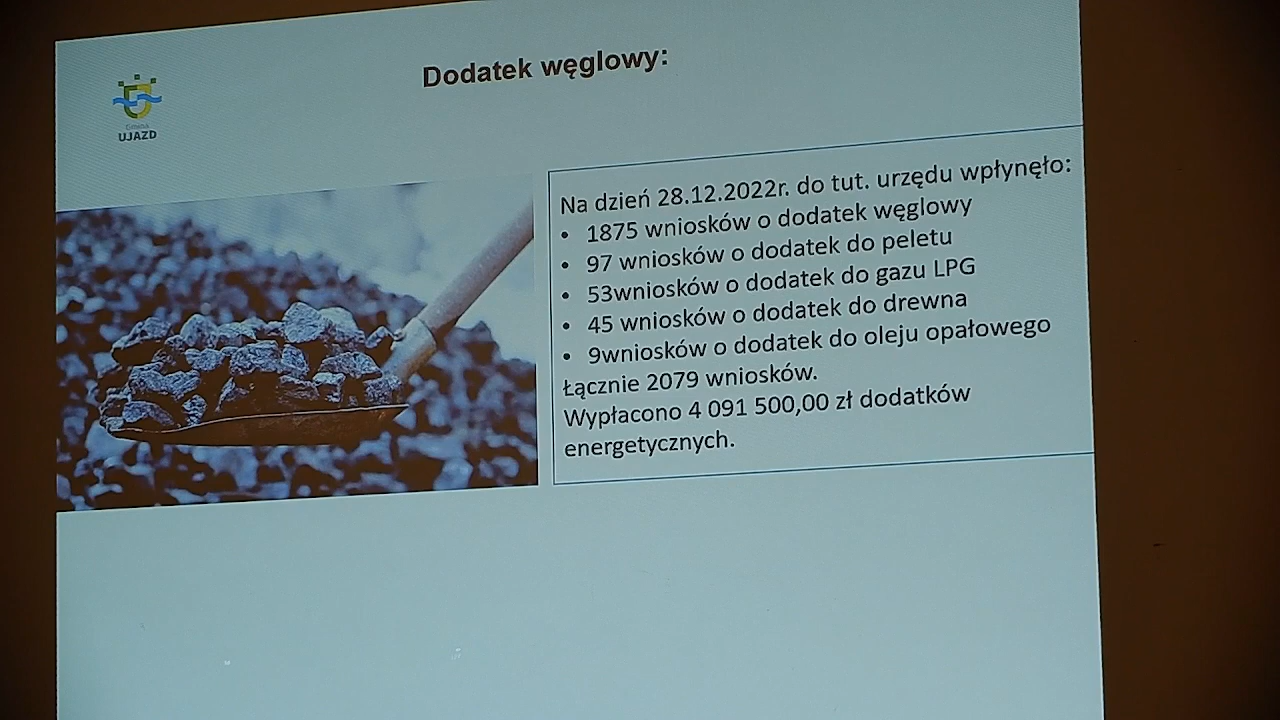 Dodatek węglowy:
Gmina
UJAZD
Na dzień 28.12.2022r. do tut. urzędu wpłynęło:
• 1875 wniosków o dodatek węglowy
• 97 wniosków o dodatek do peletu
• 53wniosków o dodatek do gazu LPG
• 45 wniosków o dodatek do drewna
• 9wniosków o dodatek do oleju opałowego
Łącznie 2079 wniosków.
Wypłacono 4 091 500,00 zł dodatków
energetycznych.